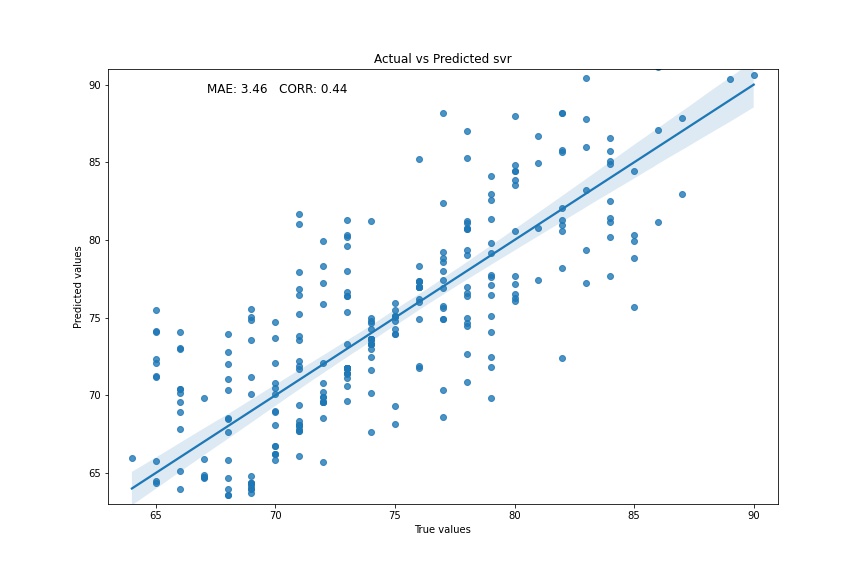 Actual vs Predicted svr
MAE: 3.46   CORR: 0.44
90
85
80
75
70
65
Predicted values
65 70 75 80 85 90
True values